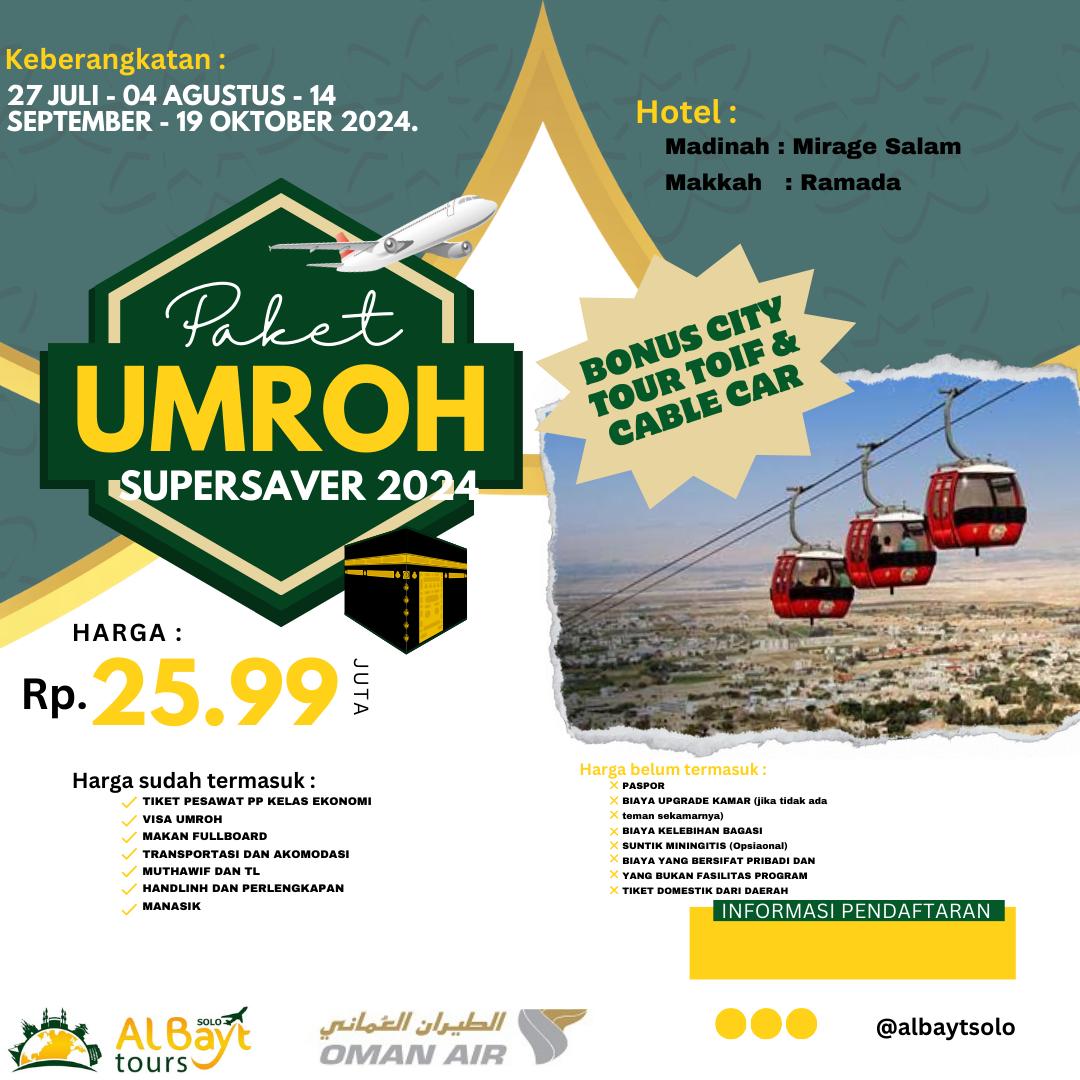 Keberangkatan :
27 JULI - 04 AGUSTUS - 14
SEPTEMBER - 19 OKTOBER 2024.
Hotel :
Madinah : Mirage Salam
Makkah : Ramada
Paket
UMROH
SUPERSAVER 2024
BONUS CITY
TOUR TOIF &
CABLE CAR
HARGA :
Rp.25.99 JUTA
Harga sudah termasuk :
TIKET PESAWAT PP KELAS EKONOMI
VISA UMROH
MAKAN FULLBOARD
TRANSPORTASI DAN AKOMODASI
MUTHAWIF DAN TL
HANDLINH DAN PERLENGKAPAN
MANASIK
Harga belum termasuk :
PASPOR
BIAYA UPGRADE KAMAR (jika tidak ada
teman sekamarnya)
BIAYA KELEBIHAN BAGASI
SUNTIK MININGITIS (Opsiaonal)
BIAYA YANG BERSIFAT PRIBADI DAN
YANG BUKAN FASILITAS PROGRAM
TIKET DOMESTIK DARI DAERAH
INFORMASI PENDAFTARAN
AlBayt SOLO
tours
الطيران العُماني
OMAN AIR
@albaytsolo